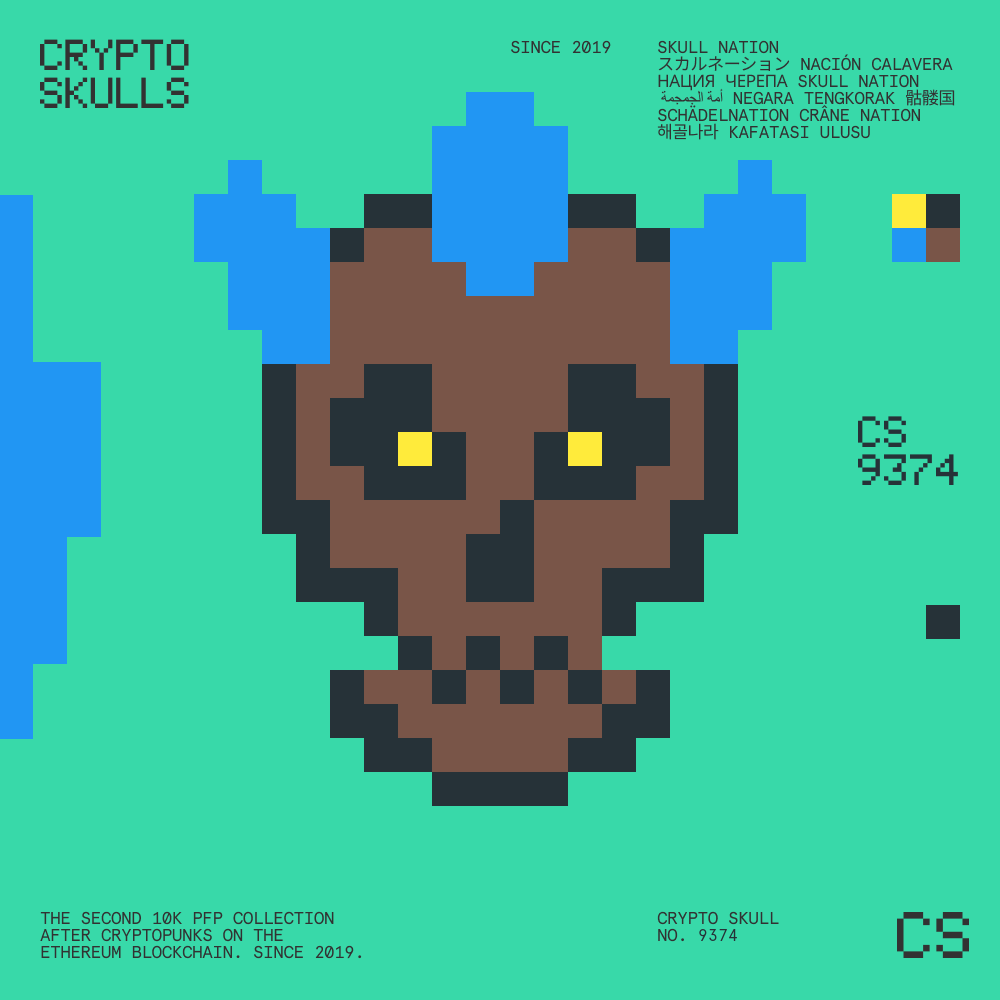 CRYPTO
SKULLS
SINCE 2019
SKULL NATION
スカルネーション NACIÓN CALAVERA
НАЦИЯ ЧЕРЕПА SKULL NATION
أمة الجمجمة NEGARA TENGKORAK 骷髅国
SCHÄDELNATION CRÂNE NATION
해골나라 KAFATASI ULUSU
CS
9374
THE SECOND 10K PFP COLLECTION
AFTER CRYPTOPUNKS ON THE
ETHEREUM BLOCKCHAIN. SINCE 2019.
CRYPTO SKULL
NO. 9374
CS